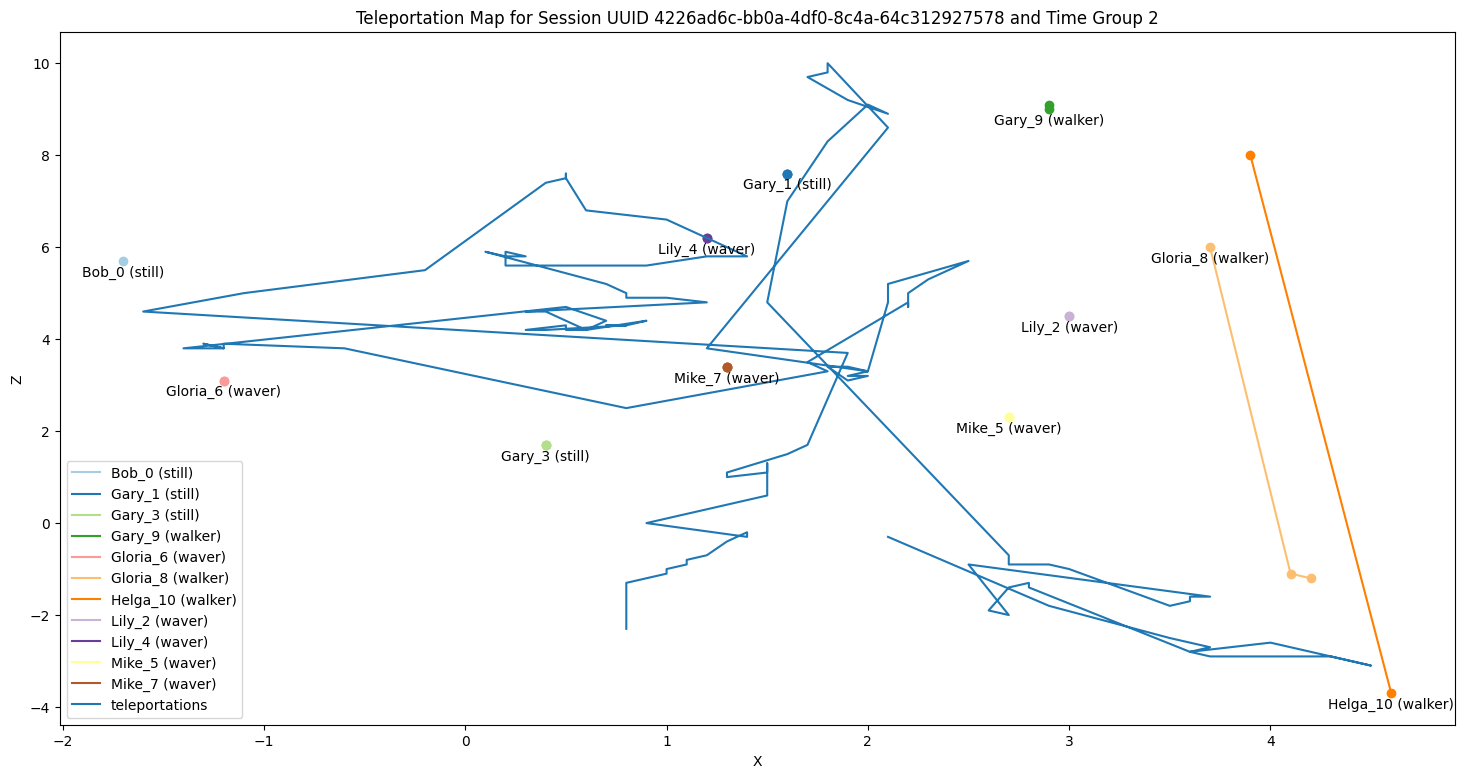 Teleportation Map for Session UUID 4226ad6c-bb0a-4df0-8c4a-64c312927578 and Time Group 2
Z
10
8
6
4
2
0
−2
−4
Gary_9 (walker)
Gary_1 (still)
Lily_4 (waver)
Gloria_8 (walker)
Bob_0 (still)
Lily_2 (waver)
Mike_7 (waver)
Gloria_6 (waver)
Mike_5 (waver)
Gary_3 (still)
Helga_10 (walker)
Bob_0 (still)
Gary_1 (still)
Gary_3 (still)
Gary_9 (walker)
Gloria_6 (waver)
Gloria_8 (walker)
Helga_10 (walker)
Lily_2 (waver)
Lily_4 (waver)
Mike_5 (waver)
Mike_7 (waver)
teleportations
−2 −1 0 1 2 3 4
X